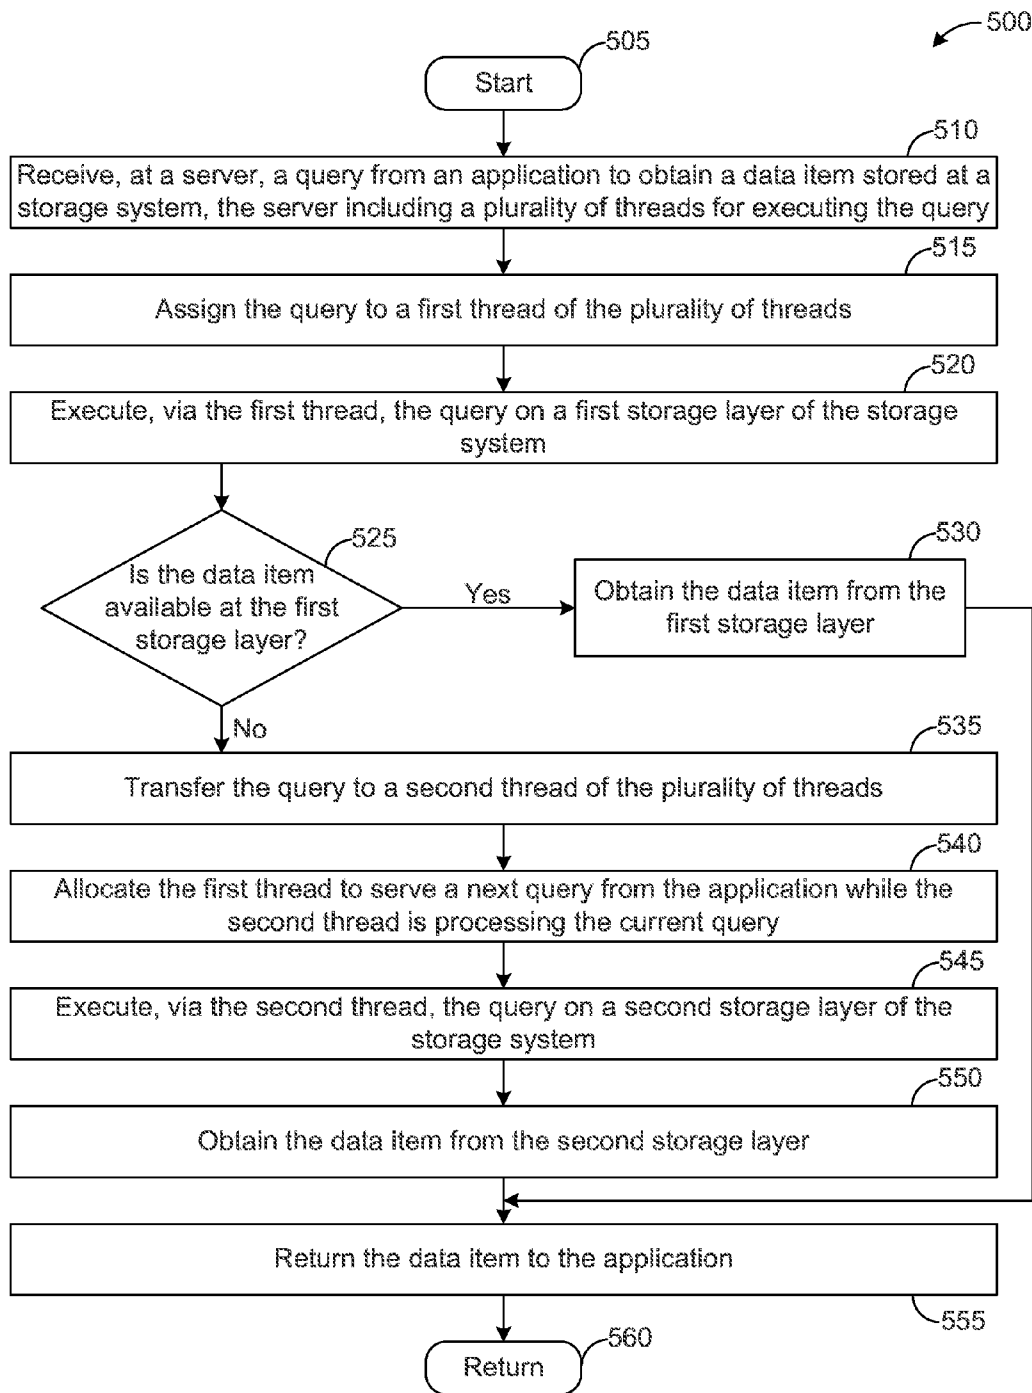 500
505
Start
510
Receive, at a server, a query from an application to obtain a data item stored at a
storage system, the server including a plurality of threads for executing the query
515
Assign the query to a first thread of the plurality of threads
520
Execute, via the first thread, the query on a first storage layer of the storage
system
525
Is the data item
available at the first
storage layer?
Yes
530
Obtain the data item from the
first storage layer
No
535
Transfer the query to a second thread of the plurality of threads
540
Allocate the first thread to serve a next query from the application while the
second thread is processing the current query
545
Execute, via the second thread, the query on a second storage layer of the
storage system
550
Obtain the data item from the second storage layer
Return the data item to the application
555
560
Return